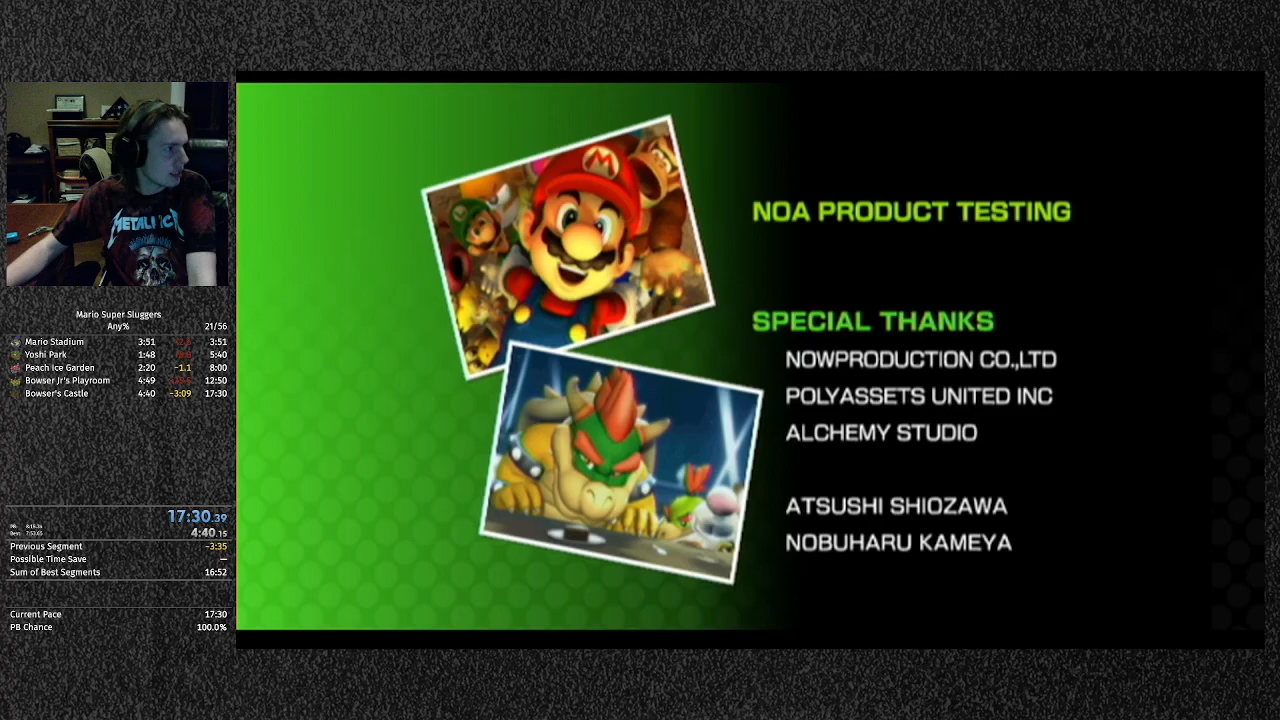 METALLICA
Mario Super Sluggers
Any% 21/56
Mario Stadium 3:51 3:51
Yoshi Park 1:48 5:40
Peach Ice Garden 2:20 −1.1 8:00
Bowser Jr's Playroom 4:49 12:50
Bowser's Castle 4:40 −3:09 17:30
17:30.39
4:40.15
Previous Segment −3:35
Possible Time Save —
Sum of Best Segments 16:52
Current Pace 17:30
PB Chance 100.0%
NOA PRODUCT TESTING
SPECIAL THANKS
NOWPRODUCTION CO.,LTD
POLYASSETS UNITED INC
ALCHEMY STUDIO
ATSUSHI SHIOZAWA
NOBUHARU KAMEYA